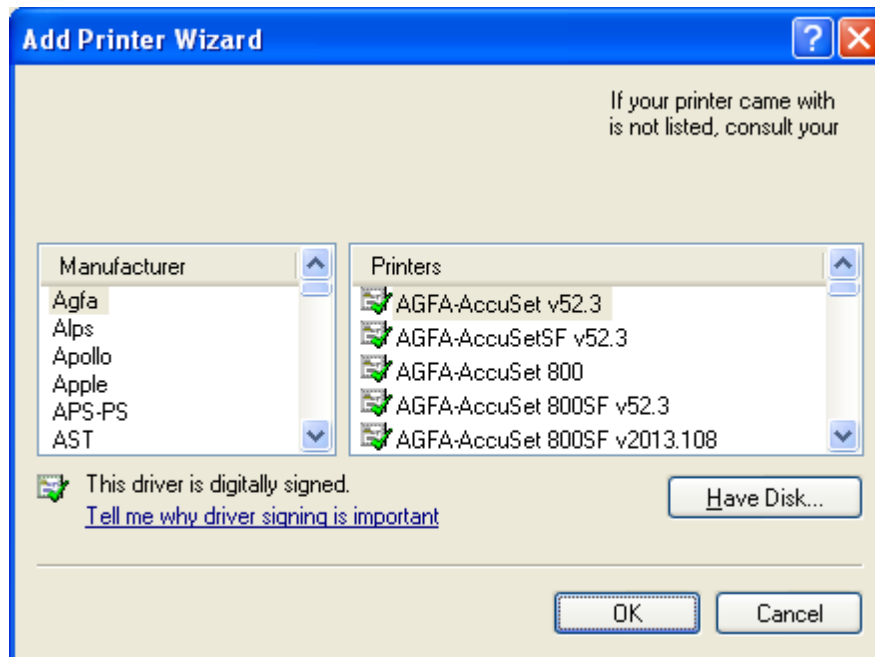 Add Printer Wizard
If your printer came with
is not listed, consult your
Manufacturer
Agfa
Alps
Apollo
Apple
APS-PS
AST
Printers
AGFA-AccuSet v52.3
AGFA-AccuSetSF v52.3
AGFA-AccuSet 800
AGFA-AccuSet 800SF v52.3
AGFA-AccuSet 800SF v2013.108
This driver is digitally signed.
Tell me why driver signing is important
Have Disk...
OK
Cancel